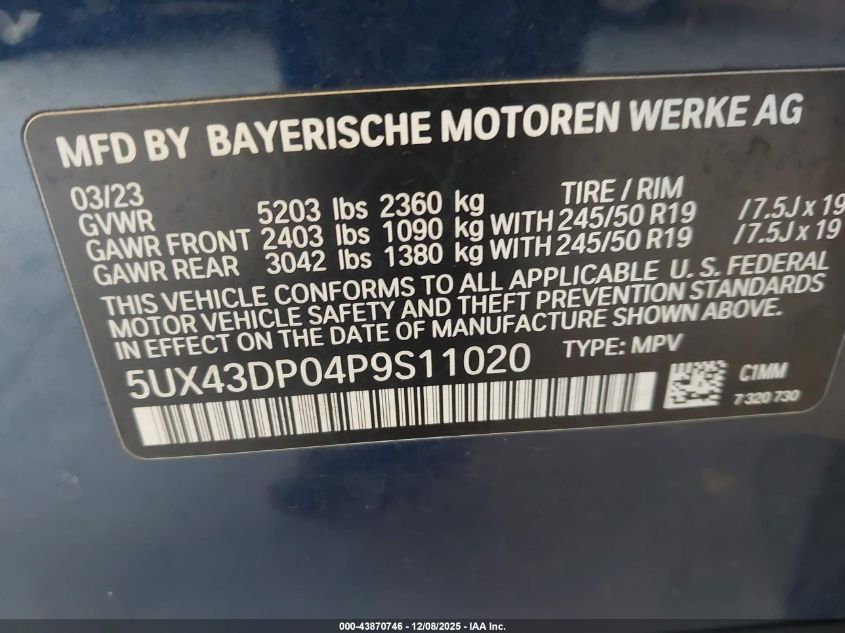 MFD BY BAYERISCHE MOTOREN WERKE AG
03/23 TIRE / RIM
GVWR 5203 lbs 2360 kg
GAWR FRONT 2403 lbs 1090 kg WITH 245/50 R19 /7.5J x 19
GAWR REAR 3042 lbs 1380 kg WITH 245/50 R19 /7.5J x 19
THIS VEHICLE CONFORMS TO ALL APPLICABLE U. S. FEDERAL
MOTOR VEHICLE SAFETY AND THEFT PREVENTION STANDARDS
IN EFFECT ON THE DATE OF MANUFACTURE SHOWN ABOVE.
5UX43DP04P9S11020 TYPE: MPV
C1MM
7 320 730
000-43870746 - 12/08/2025 - IAA Inc.